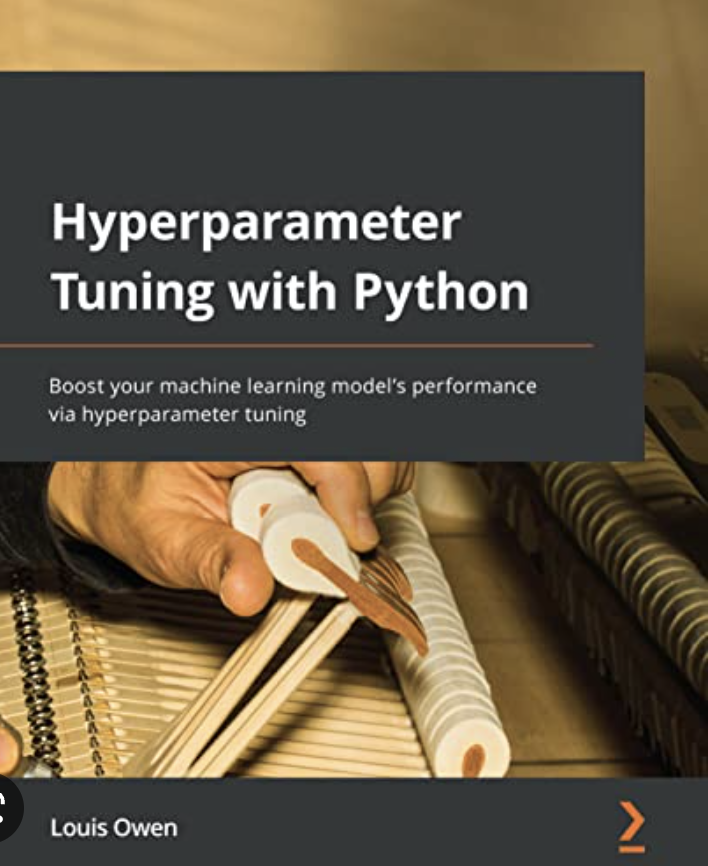 Hyperparameter
Tuning with Python
Boost your machine learning model's performance
via hyperparameter tuning
Louis Owen